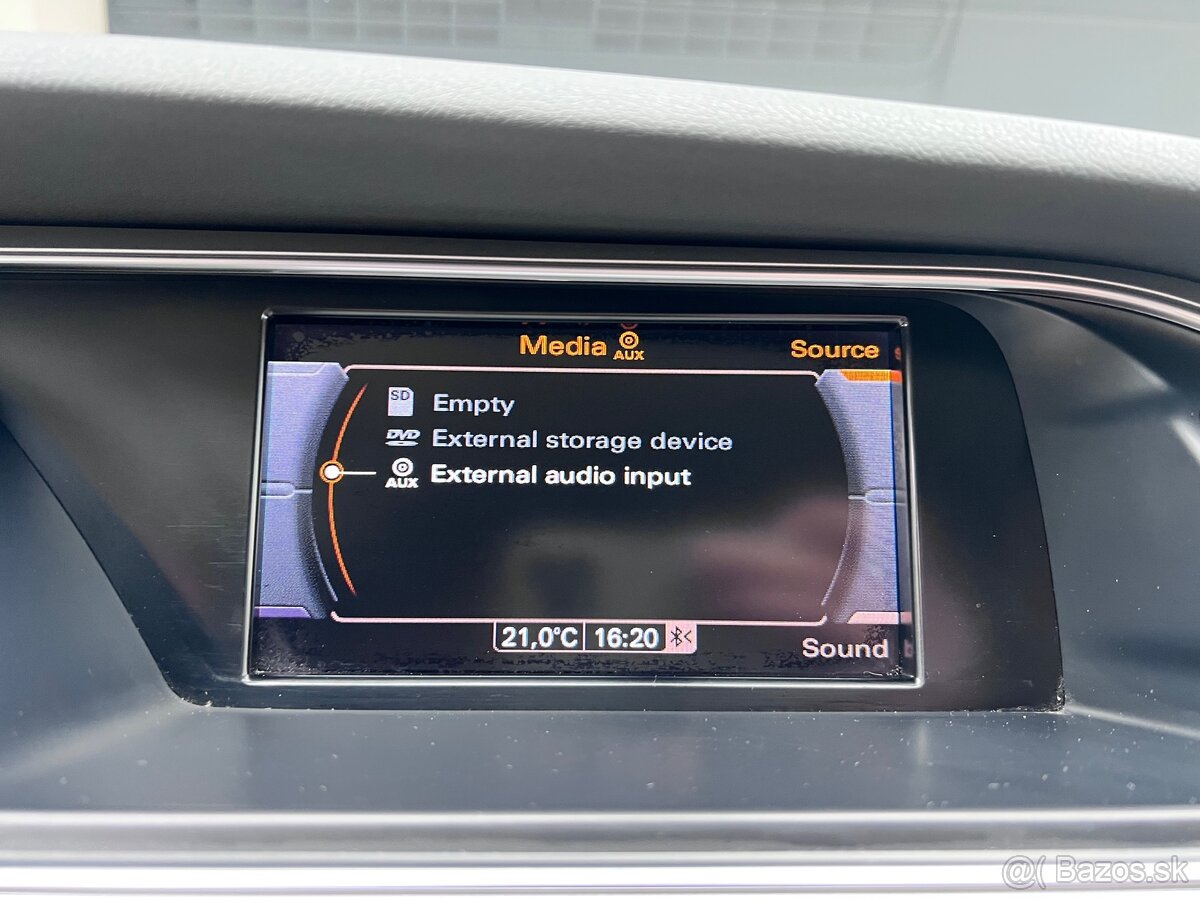 Media AUX Source
SD Empty
DVD External storage device
AUX External audio input
21,0°C 16:20
Sound
@( Bazos.sk